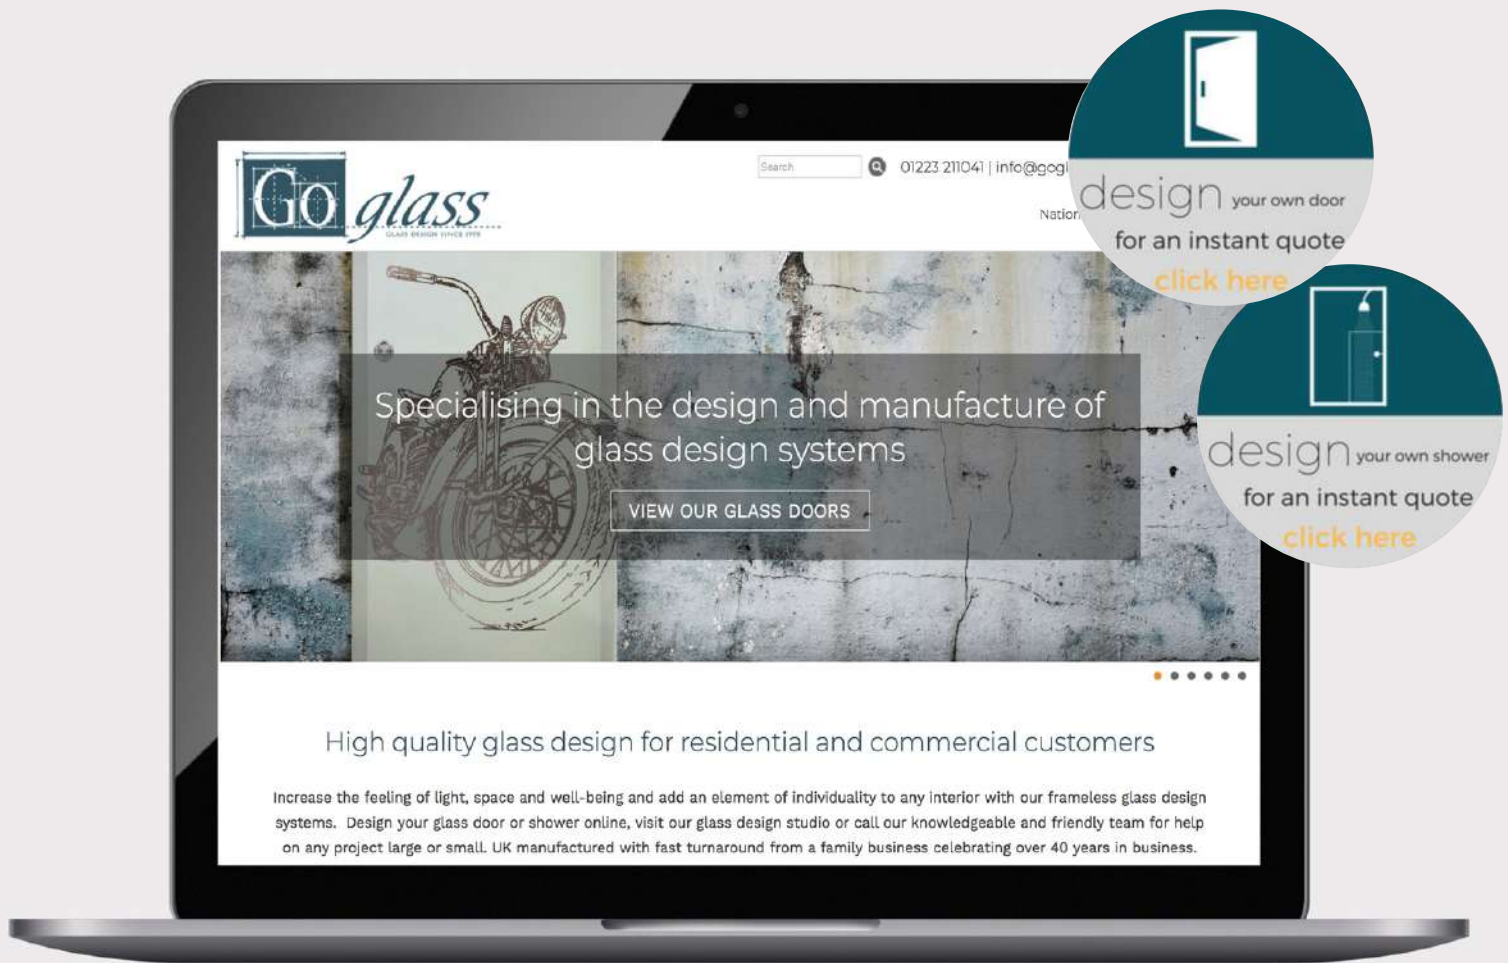 Go glass
GLASS DESIGN SINCE 1978
Search
01223 211041 | info@gogl
Nation
design your own door
for an instant quote
click here
design your own shower
for an instant quote
click here
Specialising in the design and manufacture of
glass design systems
VIEW OUR GLASS DOORS
High quality glass design for residential and commercial customers
Increase the feeling of light, space and well-being and add an element of individuality to any interior with our frameless glass design
systems. Design your glass door or shower online, visit our glass design studio or call our knowledgeable and friendly team for help
on any project large or small. UK manufactured with fast turnaround from a family business celebrating over 40 years in business.